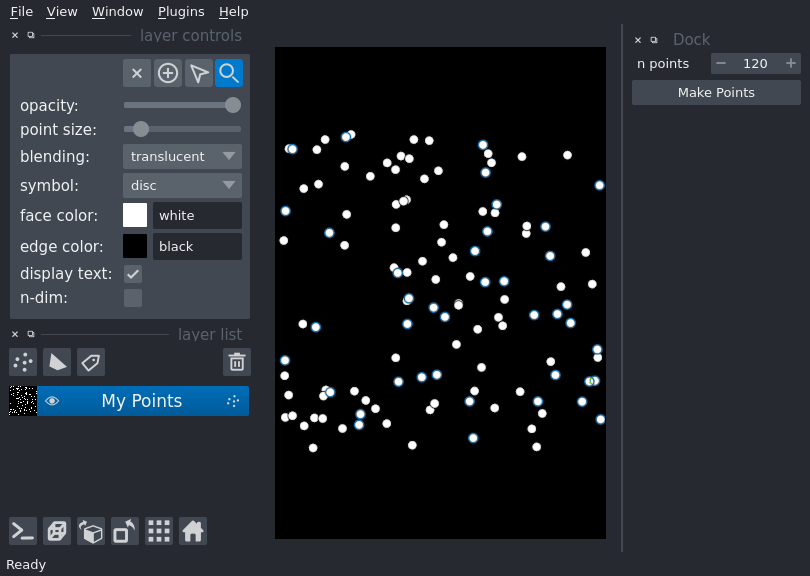 File View Window Plugins Help
layer controls
opacity:
point size:
blending: translucent
symbol: disc
face color: white
edge color: black
display text:
n-dim:
layer list
My Points
Ready
Dock
n points 120
Make Points